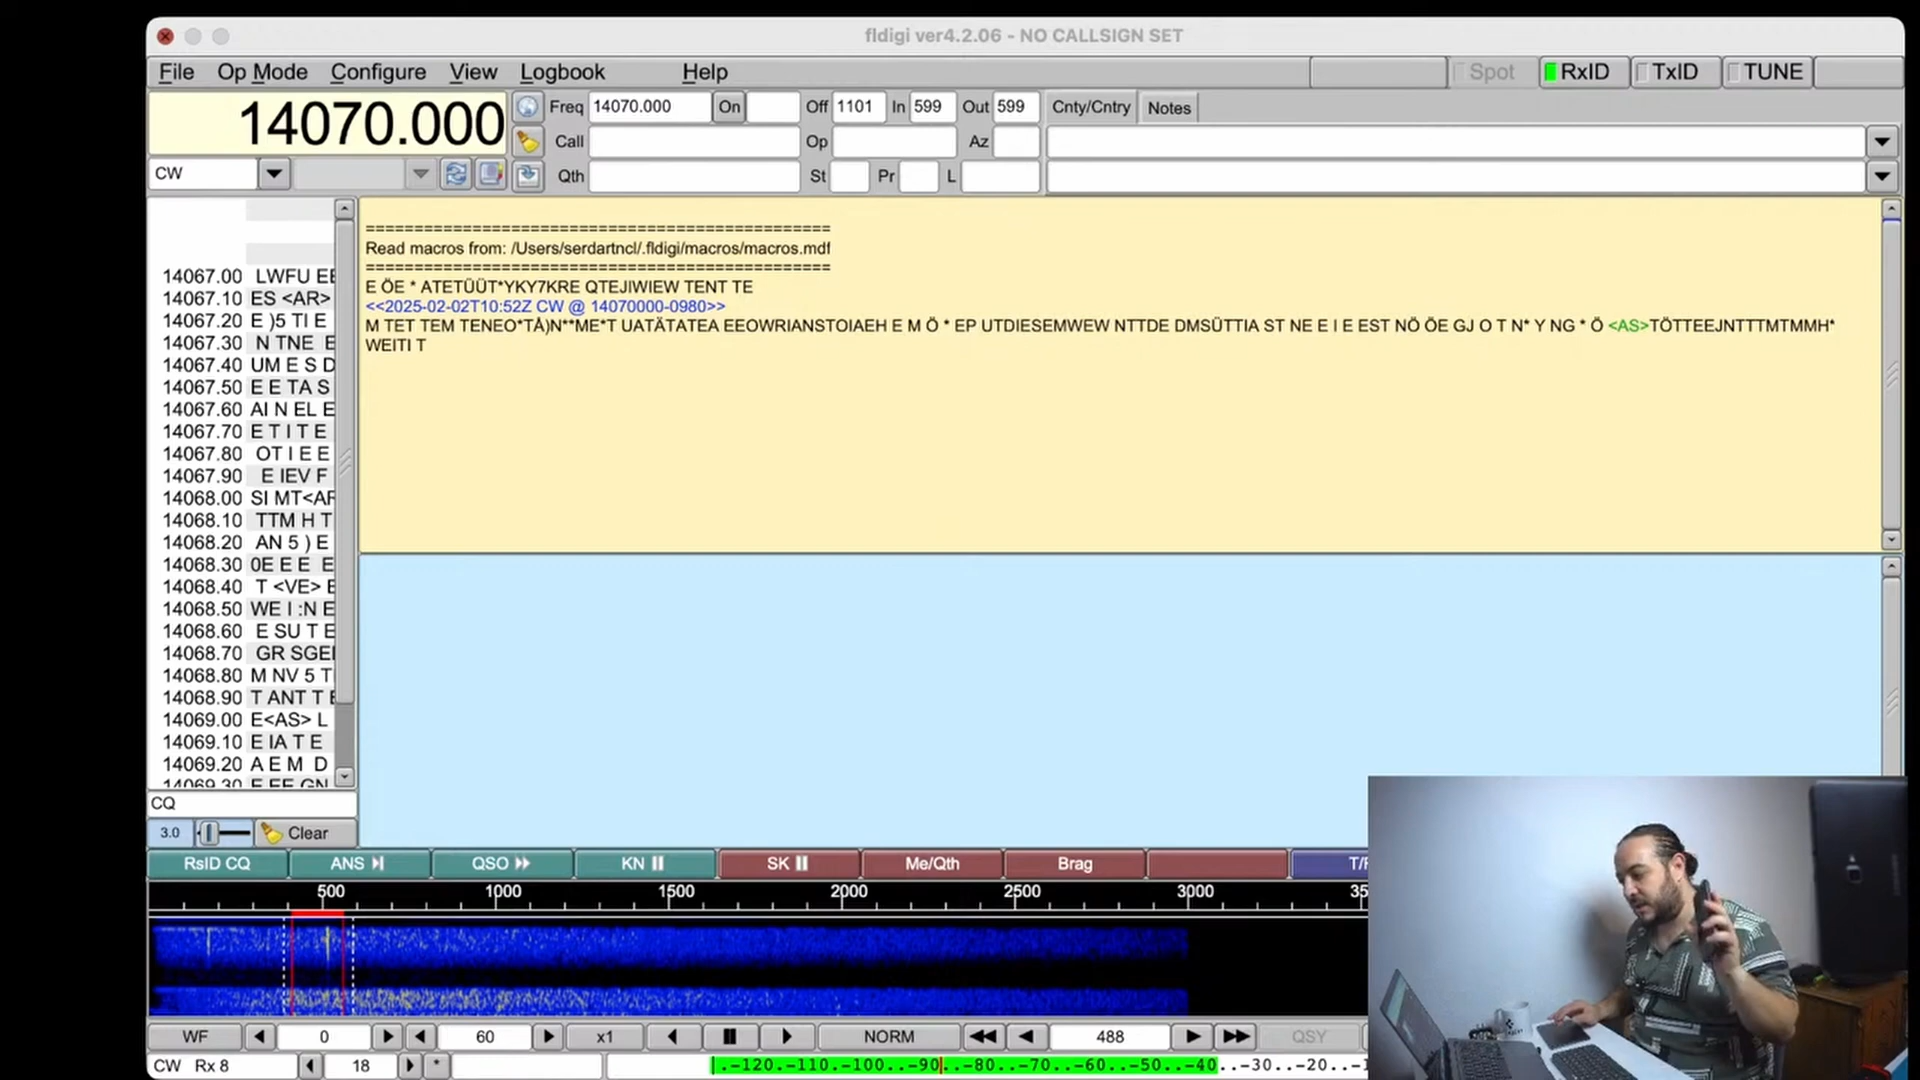 fldigi ver4.2.06 - NO CALLSIGN SET
File Op Mode Configure View Logbook Help Spot RxID TxID TUNE
14070.000 Freq 14070.000 On Off 1101 In 599 Out 599 Cnty/Cntry Notes
Call Op Az
CW Qth St Pr L
==================================================
Read macros from: /Users/serdartncl/.fldigi/macros/macros.mdf
==================================================
E ÖE * ATETÜÜT*YKY7KRE QTEJIWIEW TENT TE
<<2025-02-02T10:52Z CW @ 14070000-0980>>
M TET TEM TENEO*TÅ)N**ME*T UATÄTATEA EEOWRIANSTOIAEH E M Ö * EP UTDIESEMWEW NTTDE DMSÜTTIA ST NE E I E EST NÖ ÖE GJ O T N* Y NG * Ö <AS>TÖTTEEJNTTTMTMMH*
WEITI T
14067.00 LWFU EE
14067.10 ES <AR>
14067.20 E )5 TI E
14067.30 N TNE E
14067.40 UM E S D
14067.50 E E TA S
14067.60 AI N EL E
14067.70 E T I T E
14067.80 OT I E E
14067.90 E IEV F
14068.00 SI MT<AR
14068.10 TTM H T
14068.20 AN 5 ) E
14068.30 0E E E E
14068.40 T <VE> E
14068.50 WE I :N E
14068.60 E SU T E
14068.70 GR SGEI
14068.80 M NV 5 T
14068.90 T ANT T E
14069.00 E<AS> L
14069.10 E IA T E
14069.20 A E M D
14069.30 E EE GN
CQ
3.0 Clear
RsID CQ ANS QSO KN SK Me/Qth Brag T/R
500 1000 1500 2000 2500 3000 35
WF 0 60 x1 NORM 488 QSY
CW Rx 8 18 * .-120.-110.-100..-90..-80..-70..-60..-50..-40..-30..-20..-1